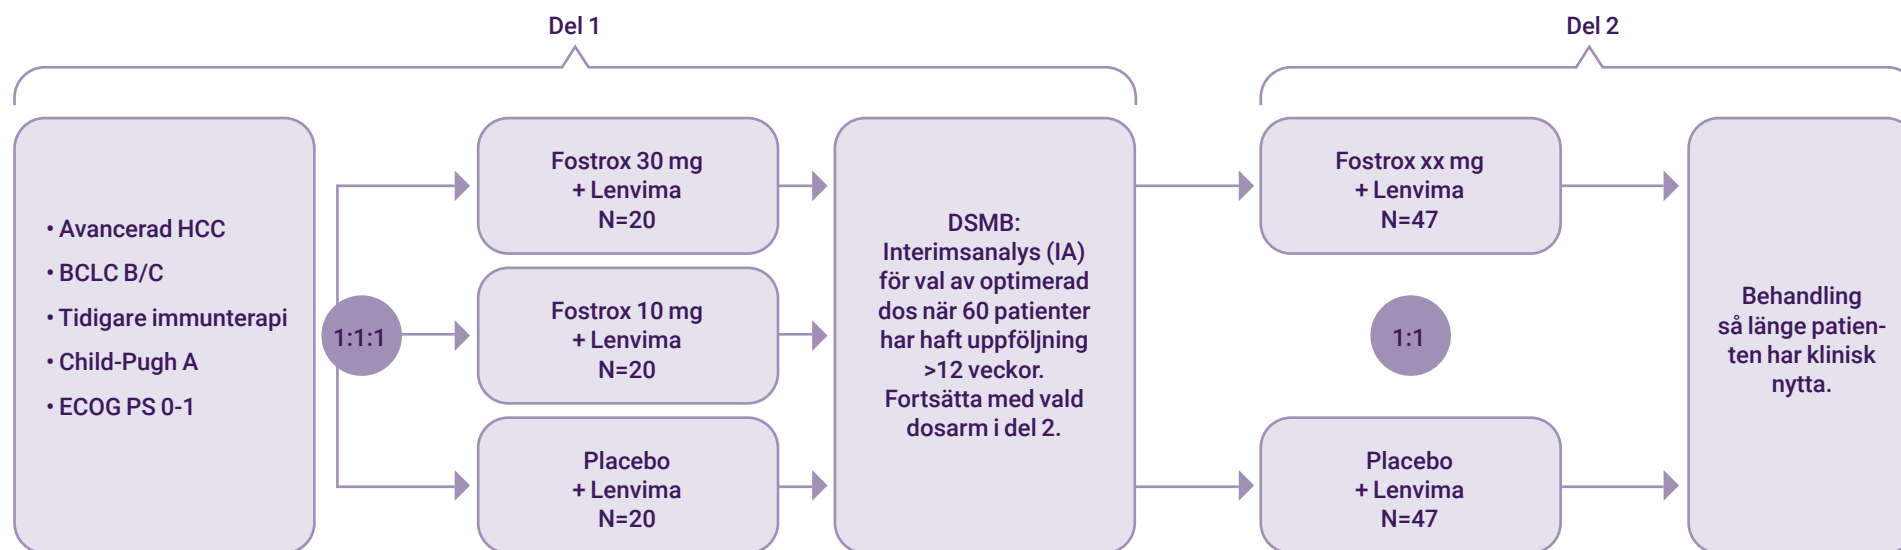 Del 1
Del 2
• Avancerad HCC
• BCLC B/C
• Tidigare immunterapi
• Child-Pugh A
• ECOG PS 0-1
1:1:1
Fostrox 30 mg
+ Lenvima
N=20
Fostrox 10 mg
+ Lenvima
N=20
Placebo
+ Lenvima
N=20
DSMB:
Interimsanalys (IA)
för val av optimerad
dos när 60 patienter
har haft uppföljning
>12 veckor.
Fortsätta med vald
dosarm i del 2.
Fostrox xx mg
+ Lenvima
N=47
1:1
Placebo
+ Lenvima
N=47
Behandling
så länge patien-
ten har klinisk
nytta.